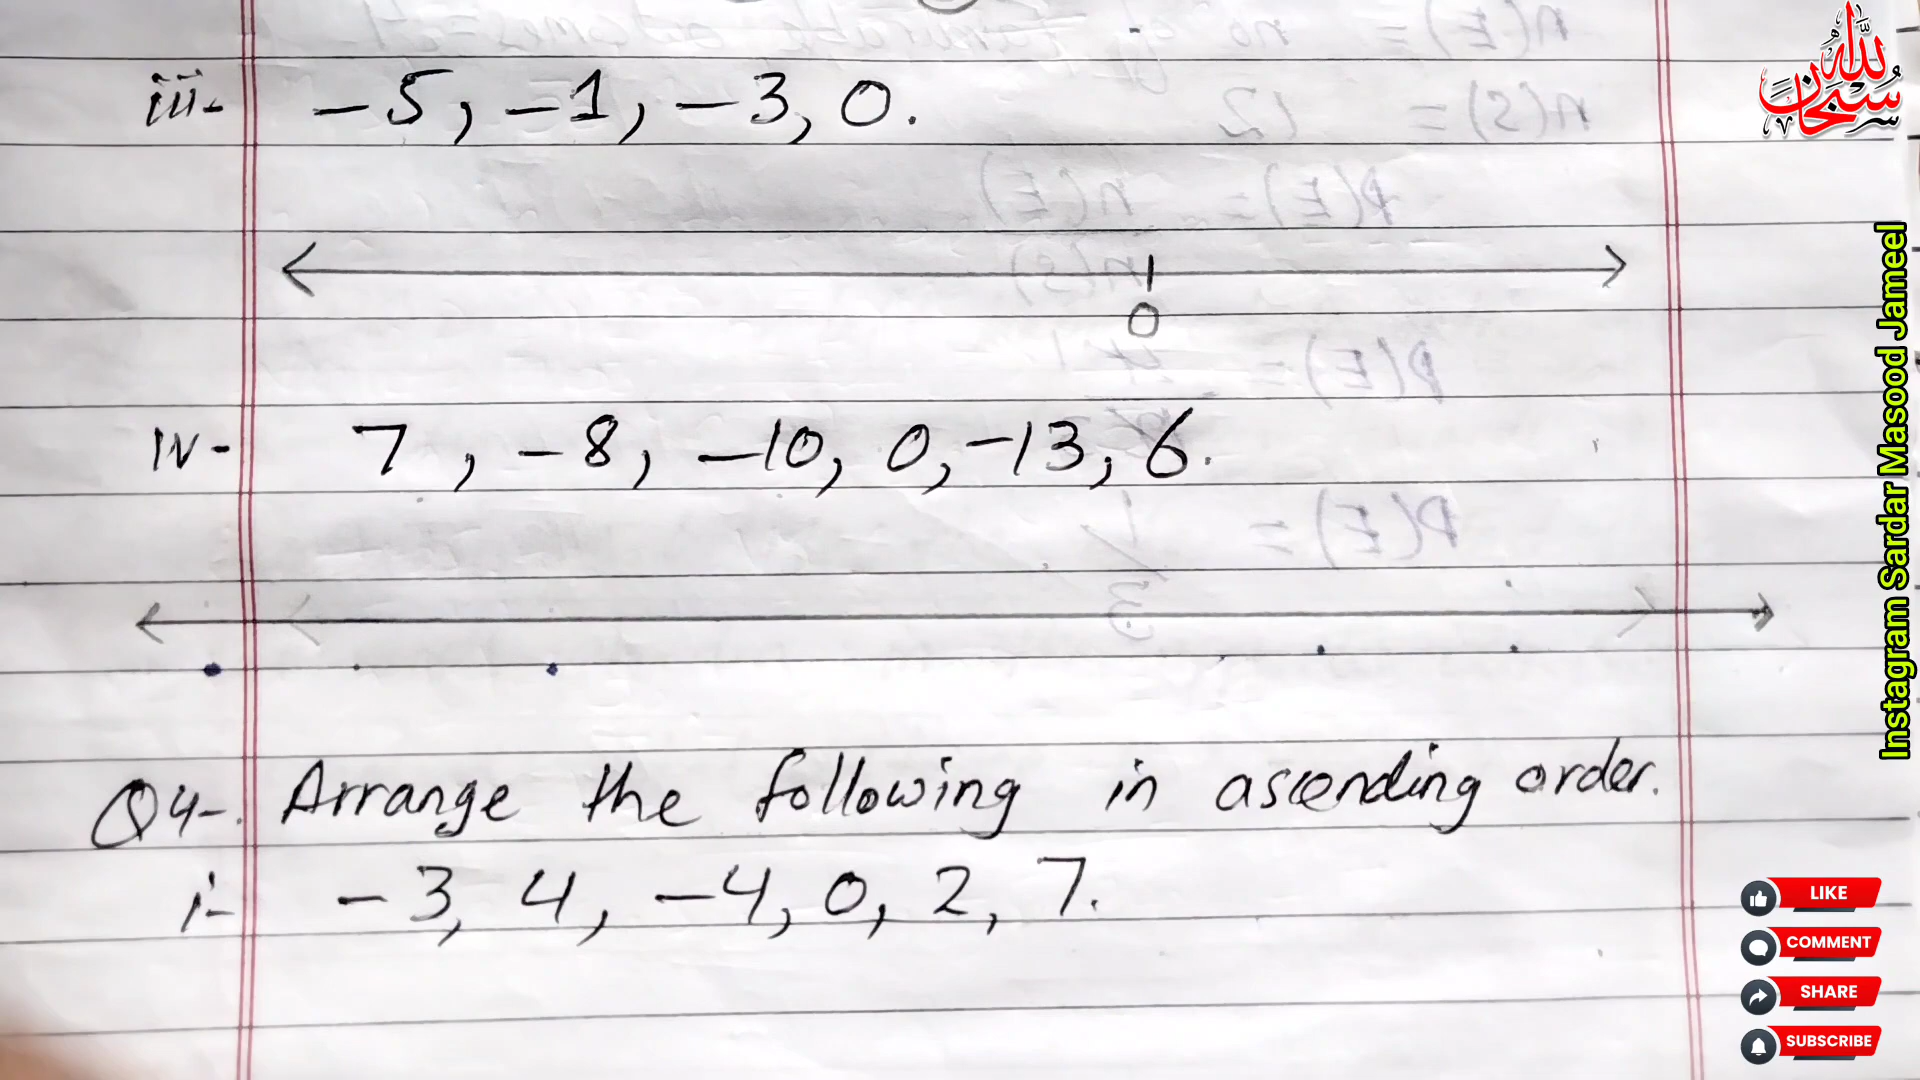 iii- -5, -1, -3, 0.
0
iv- 7, -8, -10, 0, -13, 6.
Q4-. Arrange the following in ascending order.
i- -3, 4, -4, 0, 2, 7.
سبحان الله
Instagram Sardar Masood Jameel
LIKE
COMMENT
SHARE
SUBSCRIBE